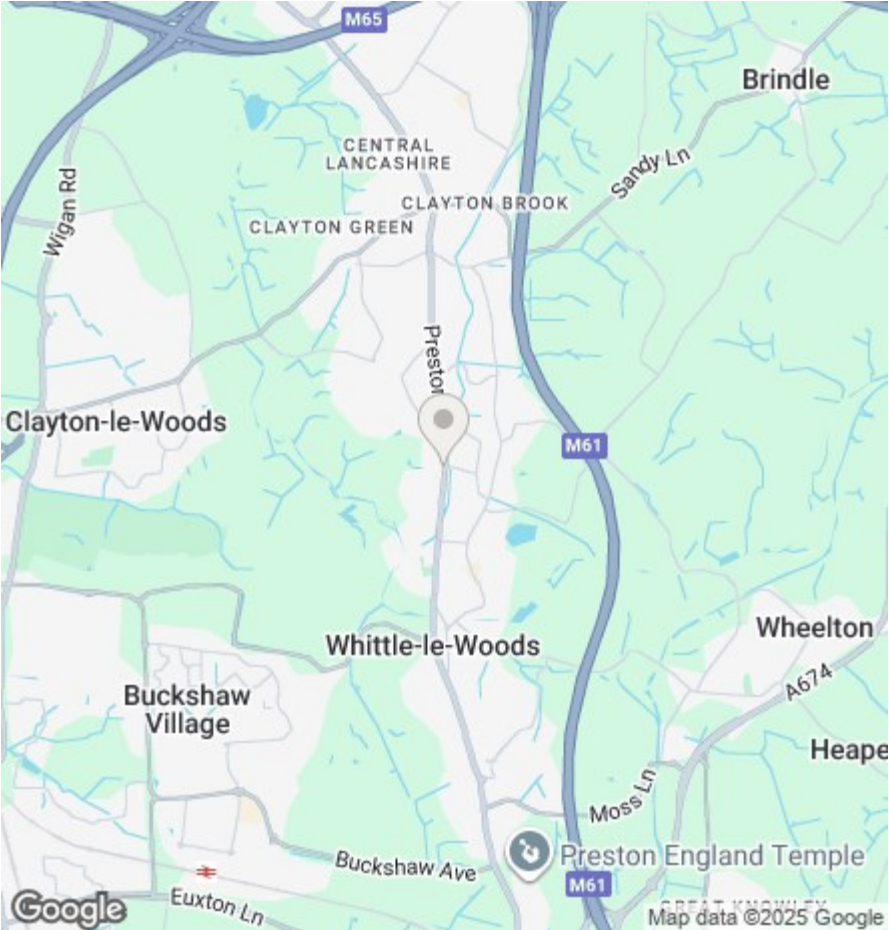 M65
Brindle
CENTRAL
LANCASHIRE
Sandy Ln
Wigan Rd
CLAYTON BROOK
CLAYTON GREEN
Preston
Clayton-le-Woods
M61
Whittle-le-Woods
Wheelton
A674
Buckshaw
Village
Heape
Moss Ln
Preston England Temple
Buckshaw Ave
M61
Euxton Ln
GREAT KNOWLEY
Google
Map data ©2025 Google